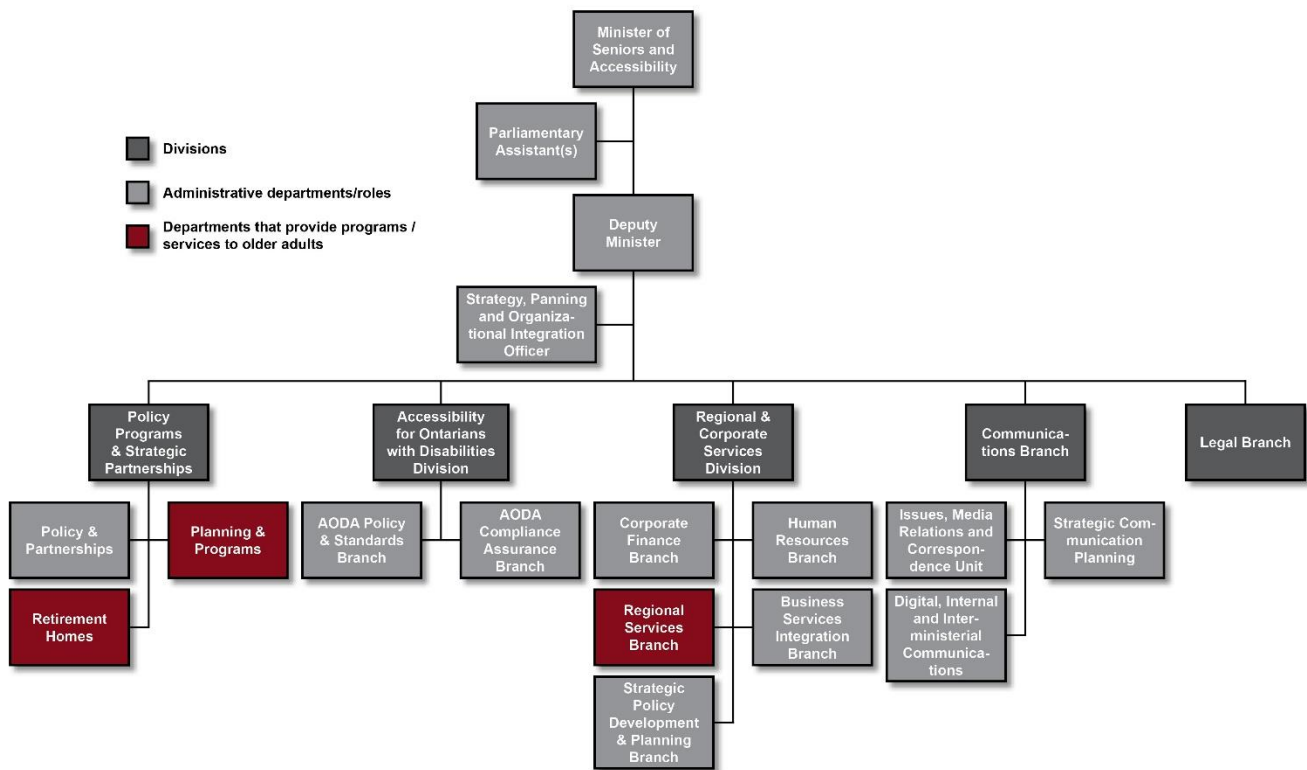 Minister of
Seniors and
Accessibility
Parliamentary
Assistant(s)
Divisions
Administrative departments/roles
Departments that provide programs /
services to older adults
Deputy
Minister
Strategy, Panning
and Organiza-
tional Integration
Officer
Policy
Programs
& Strategic
Partnerships
Accessibility
for Ontarians
with Disabilities
Division
Regional &
Corporate
Services
Division
Communica-
tions Branch
Legal Branch
Policy &
Partnerships
Planning &
Programs
AODA Policy
& Standards
Branch
AODA
Compliance
Assurance
Branch
Corporate
Finance
Branch
Human
Resources
Branch
Issues, Media
Relations and
Correspon-
dence Unit
Strategic Com-
munication
Planning
Retirement
Homes
Regional
Services
Branch
Business
Services
Integration
Branch
Digital, Internal
and Inter-
ministerial
Communica-
tions
Strategic
Policy
Development
& Planning
Branch